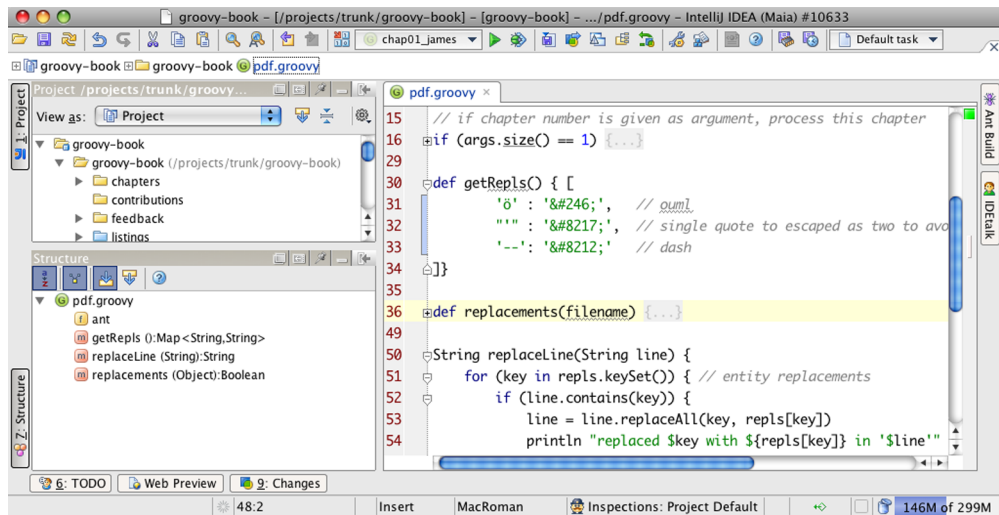 groovy-book – [/projects/trunk/groovy-book] – [groovy-book] – .../pdf.groovy – IntelliJ IDEA (Maia) #10633
chap01_james
Default task
groovy-book groovy-book pdf.groovy
1: Project
Project /projects/trunk/groovy...
View as: Project
groovy-book
groovy-book (/projects/trunk/groovy-book)
chapters
contributions
feedback
listings
Structure
pdf.groovy
ant
getRepls ():Map<String,String>
replaceLine (String):String
replacements (Object):Boolean
7: Structure
pdf.groovy
15 // if chapter number is given as argument, process this chapter
16 if (args.size() == 1) {...}
29
30 def getRepls() { [
31 'ö' : '&#246;', // ouml
32 "'" : '&#8217;', // single quote to escaped as two to avo
33 '--': '&#8212;' // dash
34 ]}
35
36 def replacements(filename) {...}
49
50 String replaceLine(String line) {
51 for (key in repls.keySet()) { // entity replacements
52 if (line.contains(key)) {
53 line = line.replaceAll(key, repls[key])
54 println "replaced $key with ${repls[key]} in '$line'"
Ant Build
IDEtalk
6: TODO Web Preview 9: Changes
48:2 Insert MacRoman Inspections: Project Default 146M of 299M